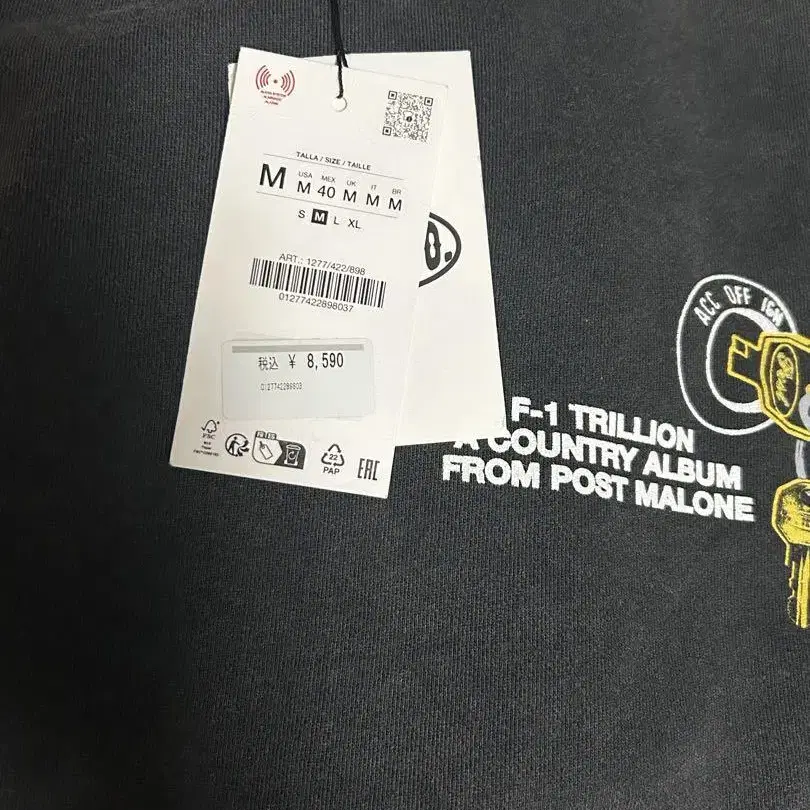 TALLA / SIZE / TAILLE
M
USA MEX UK IT BR
M 40 M M M
S M L XL
ART.: 1277/422/898
01277422898037
税込 ¥ 8,590
FSC
22
PAP
EAC
O.
ACC OFF IGN
F-1 TRILLION
A COUNTRY ALBUM
FROM POST MALONE